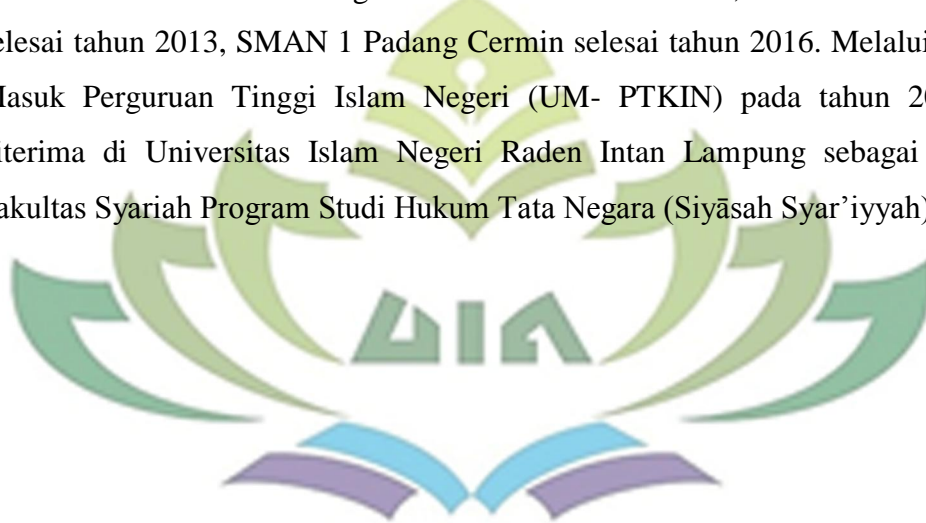 selesai tahun 2013, SMAN 1 Padang Cermin selesai tahun 2016. Melalui
Masuk Perguruan Tinggi Islam Negeri (UM- PTKIN) pada tahun
diterima di Universitas Islam Negeri Raden Intan Lampung sebagai
Fakultas Syariah Program Studi Hukum Tata Negara (Siyāsah Syar’iyyah)
UIN